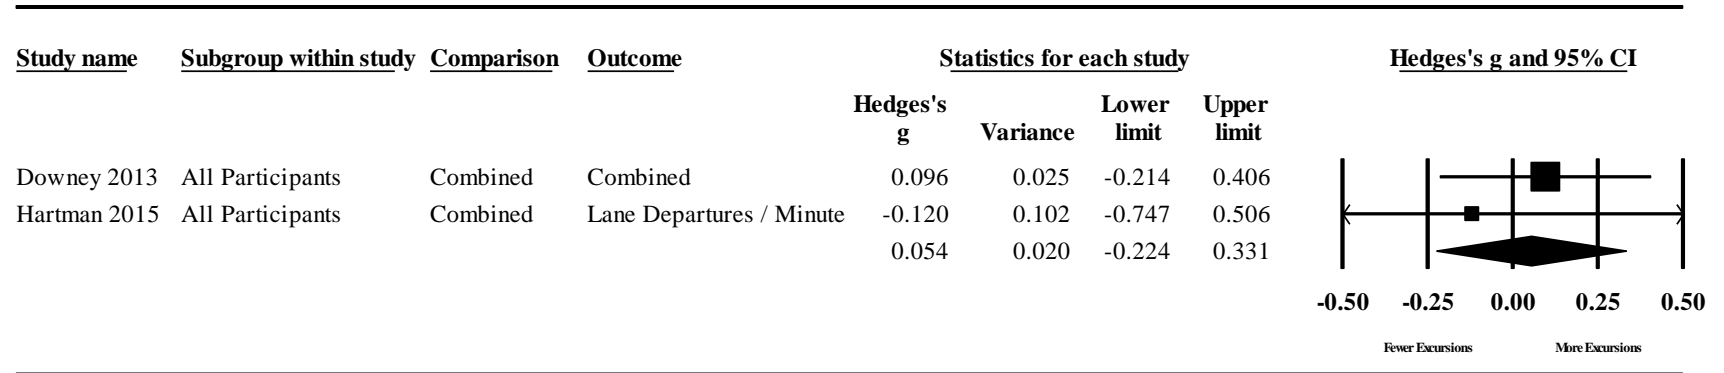 Study name Subgroup within study Comparison Outcome Statistics for each study Hedges's g and 95% CI
Hedges's Lower Upper
g Variance limit limit
Downey 2013 All Participants Combined Combined 0.096 0.025 -0.214 0.406
Hartman 2015 All Participants Combined Lane Departures / Minute -0.120 0.102 -0.747 0.506
0.054 0.020 -0.224 0.331
-0.50 -0.25 0.00 0.25 0.50
Fewer Excursions More Excursions